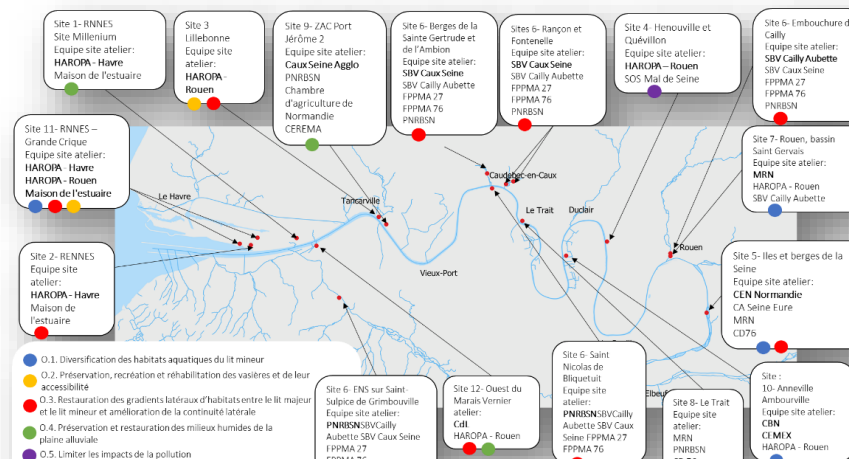 Site 1- RNNES
Site Millenium
Equipe site atelier:
HAROPA - Havre
Maison de l'estuaire
Site 3
Lillebonne
Equipe site
atelier:
HAROPA -
Rouen
Site 9- ZAC Port
Jérôme 2
Equipe site atelier:
Caux Seine Agglo
PNRBSN
Chambre
d'agriculture de
Normandie
CEREMA
Site 6- Berges de la
Sainte Gertrude et
de l'Ambion
Equipe site atelier:
SBV Caux Seine
SBV Cailly Aubette
FPPMA 27
FPPMA 76
PNRBSN
Sites 6- Rançon et
Fontenelle
Equipe site atelier:
SBV Caux Seine
SBV Cailly Aubette
FPPMA 27
FPPMA 76
PNRBSN
Site 4- Henouville et
Quévillon
Equipe site atelier:
HAROPA – Rouen
SOS Mal de Seine
Site 6- Embouchure d
Cailly
Equipe site atelier:
SBV Cailly Aubette
SBV Caux Seine
FPPMA 27
FPPMA 76
PNRBSN
Site 11- RNNES –
Grande Crique
Equipe site atelier:
HAROPA - Havre
HAROPA - Rouen
Maison de l'estuaire
Site 7- Rouen, bassin
Saint Gervais
Equipe site atelier:
MRN
HAROPA - Rouen
SBV Cailly Aubette
Le Havre
Tancarville
Vieux-Port
Caudebec-en-Caux
Le Trait
Duclair
Rouen
Site 2- RENNES
Equipe site
atelier:
HAROPA - Havre
Maison de
l'estuaire
Site 5- Iles et berges de la
Seine
Equipe site atelier:
CEN Normandie
CA Seine Eure
MRN
CD76
O.1. Diversification des habitats aquatiques du lit mineur
O.2. Préservation, recréation et réhabilitation des vasières et de leur
accessibilité
O.3. Restauration des gradients latéraux d'habitats entre le lit majeur
et le lit mineur et amélioration de la continuité latérale
O.4. Préservation et restauration des milieux humides de la
plaine alluviale
O.5. Limiter les impacts de la pollution
Site 6- ENS sur Saint-
Sulpice de Grimbouville
Equipe site atelier:
PNRBSNSBVCailly
Aubette SBV Caux Seine
FPPMA 27
FPPMA 76
Site 12- Ouest du
Marais Vernier
atelier:
CdL
HAROPA - Rouen
Site 6- Saint
Nicolas de
Bliquetuit
Equipe site
atelier:
PNRBSNSBVCailly
Aubette SBV Caux
Seine FPPMA 27
FPPMA 76
Elbeuf
Site 8- Le Trait
Equipe site
atelier:
MRN
PNRBSN
Site :
10- Anneville
Ambourville
Equipe site atelier:
CBN
CEMEX
HAROPA - Rouen